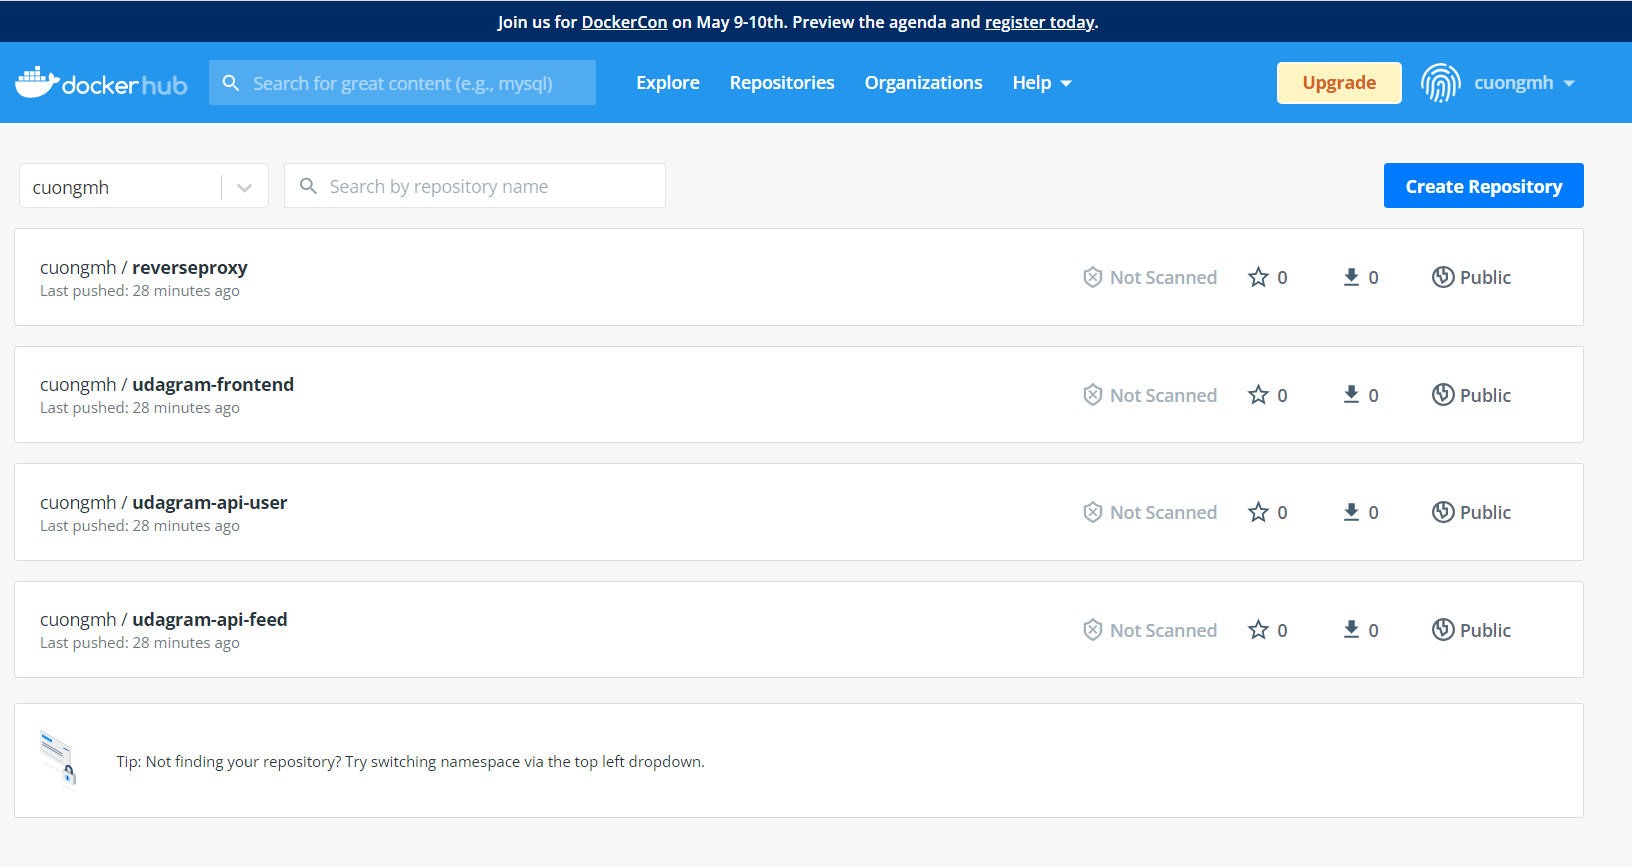 Join us for DockerCon on May 9-10th. Preview the agenda and register today.
dockerhub
Search for great content (e.g., mysql)
Explore
Repositories
Organizations
Help
Upgrade
cuongmh
cuongmh
Search by repository name
Create Repository
cuongmh / reverseproxy
Last pushed: 28 minutes ago
Not Scanned
0
0
Public
cuongmh / udagram-frontend
Last pushed: 28 minutes ago
Not Scanned
0
0
Public
cuongmh / udagram-api-user
Last pushed: 28 minutes ago
Not Scanned
0
0
Public
cuongmh / udagram-api-feed
Last pushed: 28 minutes ago
Not Scanned
0
0
Public
Tip: Not finding your repository? Try switching namespace via the top left dropdown.